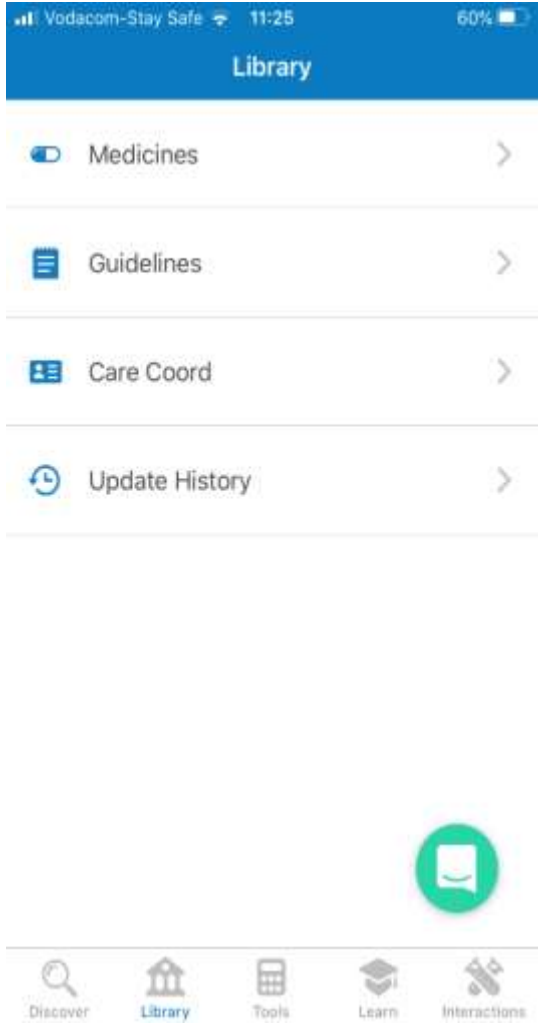 Vodacom-Stay Safe 11:25 60%
Library
Medicines
Guidelines
Care Coord
Update History
Discover Library Tools Learn Interactions